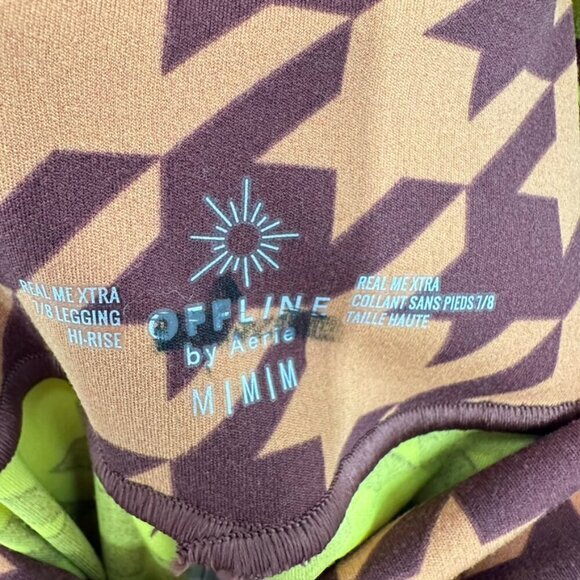 REAL ME XTRA
7/8 LEGGING
HI-RISE
OFFLINE
by Aerie
M|M|M
REAL ME XTRA
COLLANT SANS PIEDS 7/8
TAILLE HAUTE